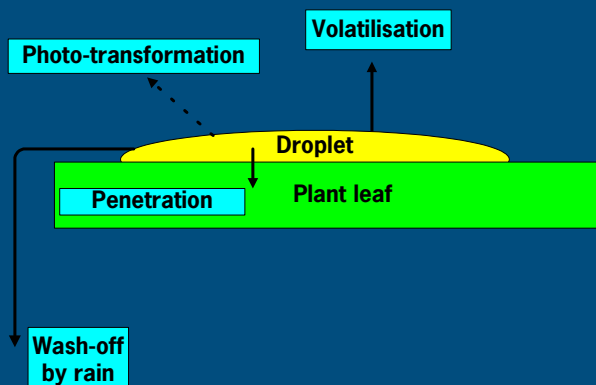 Volatilisation
Photo-transformation
Droplet
Penetration
Plant leaf
Wash-off
by rain